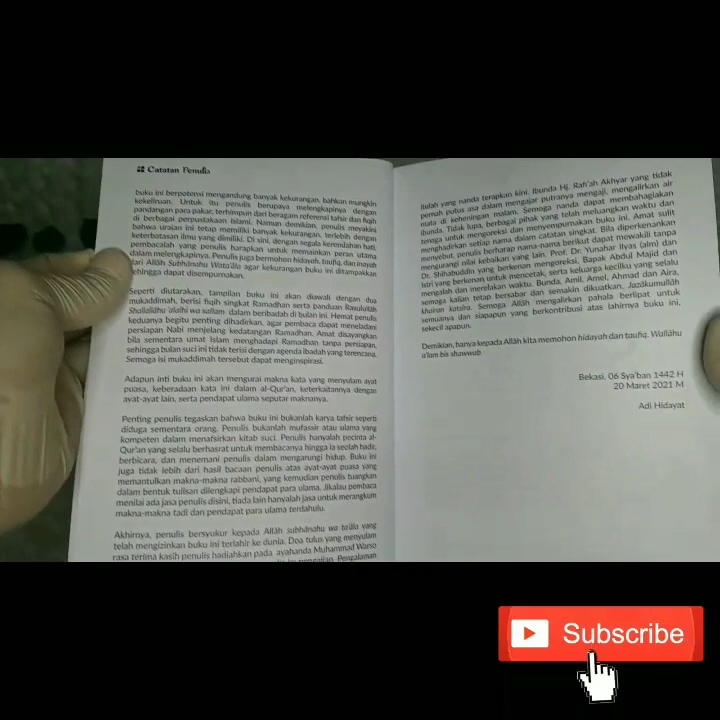 Catatan Penulis
buku ini berpotensi mengandung banyak kekurangan, bahkan mungkin
kekeliruan. Untuk itu penulis berupaya melengkapinya dengan
pandangan para pakar, terhimpun dari beragam referensi tafsir dan fiqih
di berbagai perpustakaan Islami. Namun demikian, penulis meyakini
bahwa uraian ini tetap memiliki banyak kekurangan, terlebih dengan
keterbatasan ilmu yang dimiliki. Di sini, dengan segala kerendahan hati,
pembacalah yang penulis harapkan untuk memainkan peran utama
dalam melengkapinya. Penulis juga bermohon hidayah, taufiq, dan inayah
dari Allâh Subhânahu Wata'âla agar kekurangan buku ini ditampakkan
sehingga dapat disempurnakan.
Seperti diutarakan, tampilan buku ini akan diawali dengan dua
mukaddimah, berisi fiqih singkat Ramadhan serta panduan Rasulullâh
Shallallâhu 'alaihi wa sallam dalam beribadah di bulan ini. Hemat penulis
keduanya begitu penting dihadirkan, agar pembaca dapat meneladani
persiapan Nabi menjelang kedatangan Ramadhan. Amat disayangkan
bila sementara umat Islam menghadapi Ramadhan tanpa persiapan,
sehingga bulan suci ini tidak terisi dengan agenda ibadah yang terencana.
Semoga isi mukaddimah tersebut dapat menginspirasi.
Adapun inti buku ini akan mengurai makna kata yang menyulam ayat
puasa, keberadaan kata ini dalam al-Qur'an, keterkaitannya dengan
ayat-ayat lain, serta pendapat ulama seputar maknanya.
Penting penulis tegaskan bahwa buku ini bukanlah karya tafsir seperti
diduga sementara orang. Penulis bukanlah mufassir atau ulama yang
kompeten dalam menafsirkan kitab suci. Penulis hanyalah pecinta al-
Qur'an yang selalu berhasrat untuk membacanya hingga ia seolah hadir,
berbicara, dan menemani penulis dalam mengarungi hidup. Buku ini
juga tidak lebih dari hasil bacaan penulis atas ayat-ayat puasa yang
memantulkan makna-makna rabbani, yang kemudian penulis tuangkan
dalam bentuk tulisan dilengkapi pendapat para ulama. Jikalau pembaca
menilai ada jasa penulis disini, tiada lain hanyalah jasa untuk merangkum
makna-makna tadi dan pendapat para ulama terdahulu.
Akhirnya, penulis bersyukur kepada Allâh subhânahu wa ta'âla yang
telah mengizinkan buku ini terlahir ke dunia. Doa tulus yang menyulam
rasa terima kasih penulis hadiahkan pada ayahanda Muhammad Warso
pengajian. Pengalaman
itulah yang nanda terapkan kini. Ibunda Hj. Rafi'ah Akhyar yang tidak
pernah putus asa dalam mengajar putranya mengaji, mengalirkan air
mata di keheningan malam. Semoga nanda dapat membahagiakan
ibunda. Tidak lupa, berbagai pihak yang telah meluangkan waktu dan
tenaga untuk mengoreksi dan menyempurnakan buku ini. Amat sulit
menghadirkan setiap nama dalam catatan singkat. Bila diperkenankan
menyebut, penulis berharap nama-nama berikut dapat mewakili tanpa
mengurangi nilai kebaikan yang lain. Prof. Dr. Yunahar Ilyas (alm) dan
Dr. Shihabuddin yang berkenan mengoreksi, Bapak Abdul Majid dan
istri yang berkenan untuk mencetak, serta keluarga kecilku yang selalu
mengalah dan merelakan waktu. Bunda, Amil, Amel, Ahmad dan Aira,
semoga kalian tetap bersabar dan semakin dikuatkan. Jazâkumullâh
khairan katsîra. Semoga Allâh mengalirkan pahala berlipat untuk
semuanya dan siapapun yang berkontribusi atas lahirnya buku ini,
sekecil apapun.
Demikian, hanya kepada Allâh kita memohon hidayah dan taufiq. Wallâhu
a'lam bis shawwab
Bekasi, 06 Sya'ban 1442 H
20 Maret 2021 M
Adi Hidayat
Subscribe